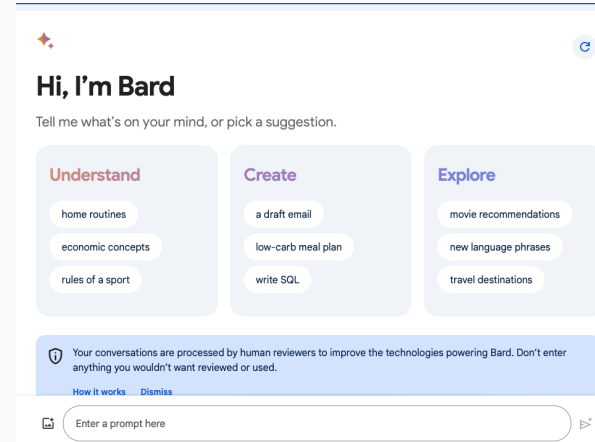 Hi, I'm Bard
Tell me what's on your mind, or pick a suggestion.
Understand
home routines
economic concepts
rules of a sport
Create
a draft email
low-carb meal plan
write SQL
Explore
movie recommendations
new language phrases
travel destinations
Your conversations are processed by human reviewers to improve the technologies powering Bard. Don't enter
anything you wouldn't want reviewed or used.
How it works Dismiss
Enter a prompt here